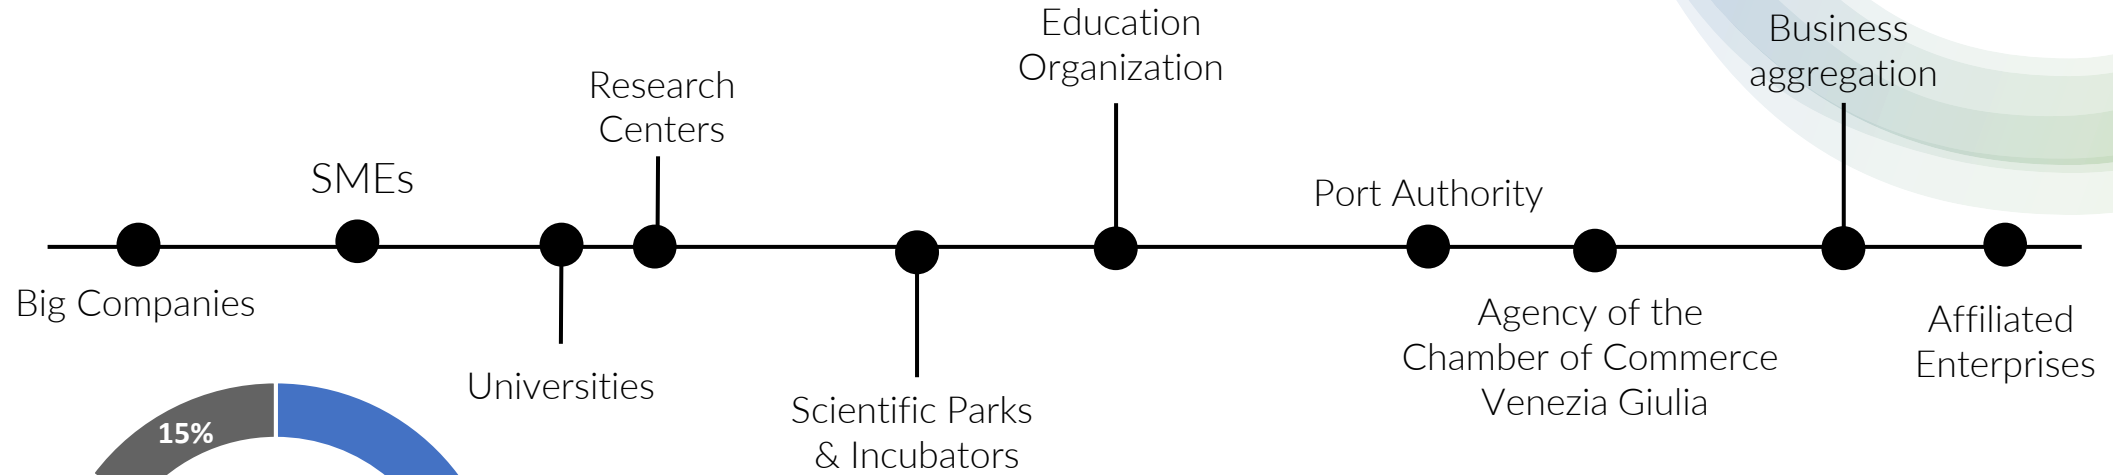 Big Companies
SMEs
Universities
Research
Centers
Scientific Parks
& Incubators
Education
Organization
Port Authority
Agency of the
Chamber of Commerce
Venezia Giulia
Business
aggregation
Affiliated
Enterprises
15%